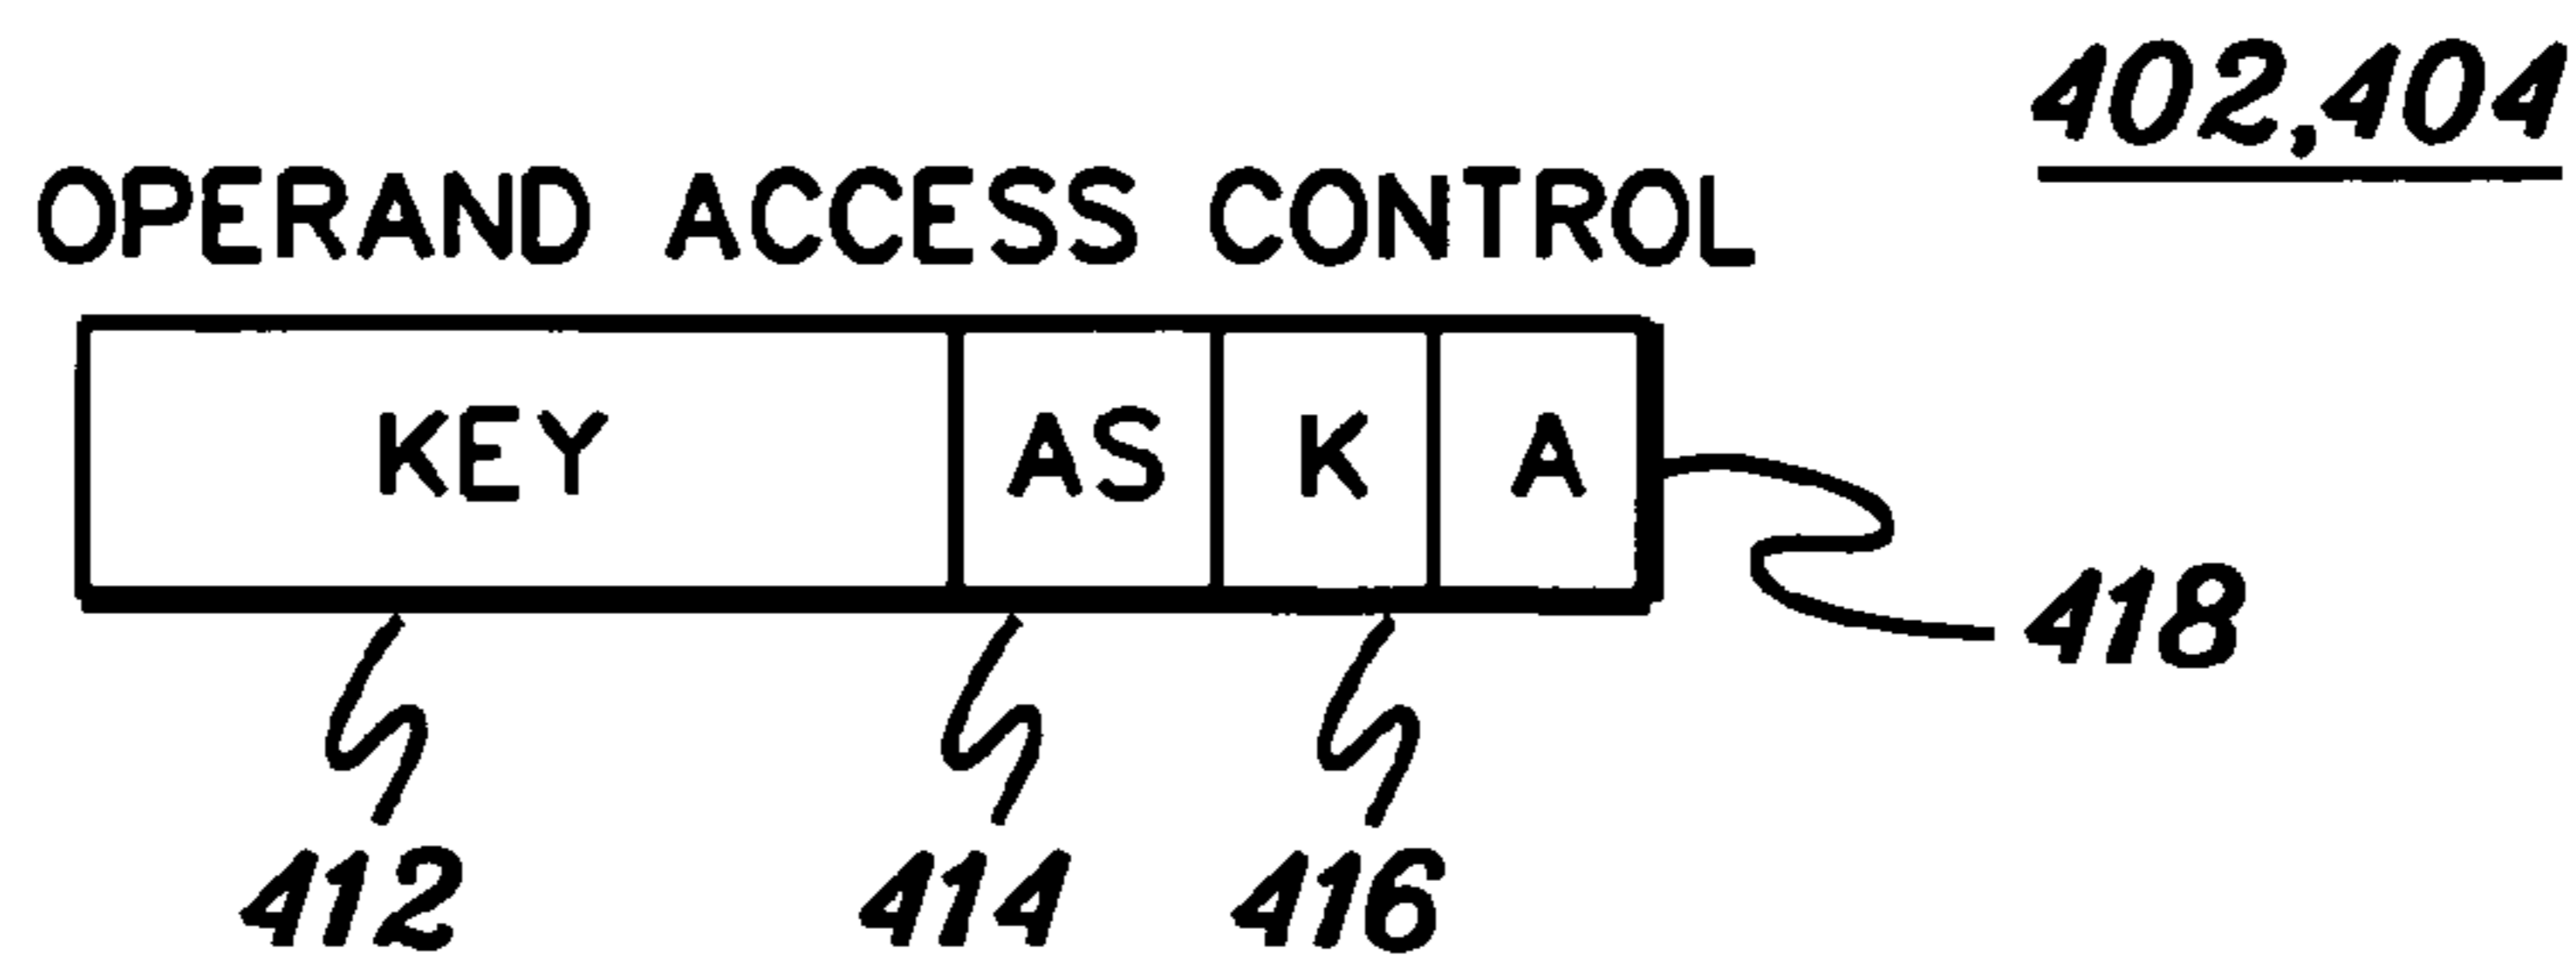 402,404
OPERAND ACCESS CONTROL
KEY AS K A
418
412 414 416